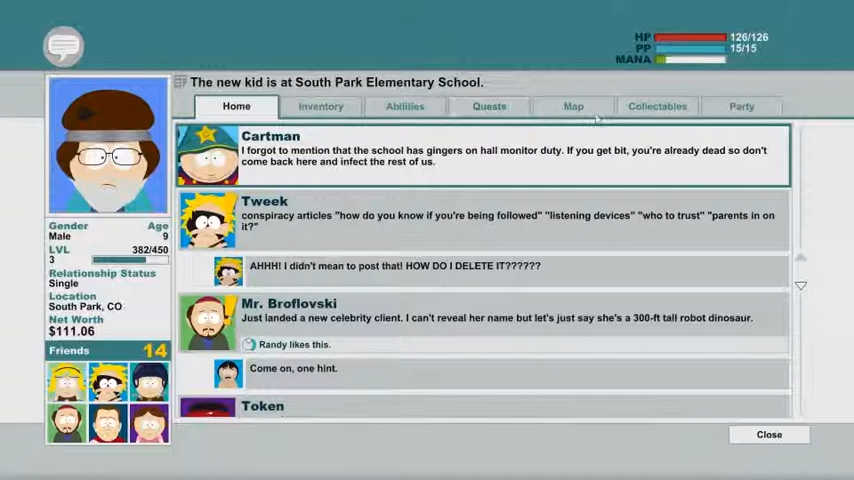 HP 126/126
PP 15/15
MANA
The new kid is at South Park Elementary School.
Home Inventory Abilities Quests Map Collectables Party
Cartman
I forgot to mention that the school has gingers on hall monitor duty. If you get bit, you're already dead so don't
come back here and infect the rest of us.
Tweek
conspiracy articles "how do you know if you're being followed" "listening devices" "who to trust" "parents in on
it?"
AHHH! I didn't mean to post that! HOW DO I DELETE IT??????
Mr. Broflovski
Just landed a new celebrity client. I can't reveal her name but let's just say she's a 300-ft tall robot dinosaur.
Randy likes this.
Come on, one hint.
Token
Gender Age
Male 9
LVL 382/450
3
Relationship Status
Single
Location
South Park, CO
Net Worth
$111.06
Friends 14
Close